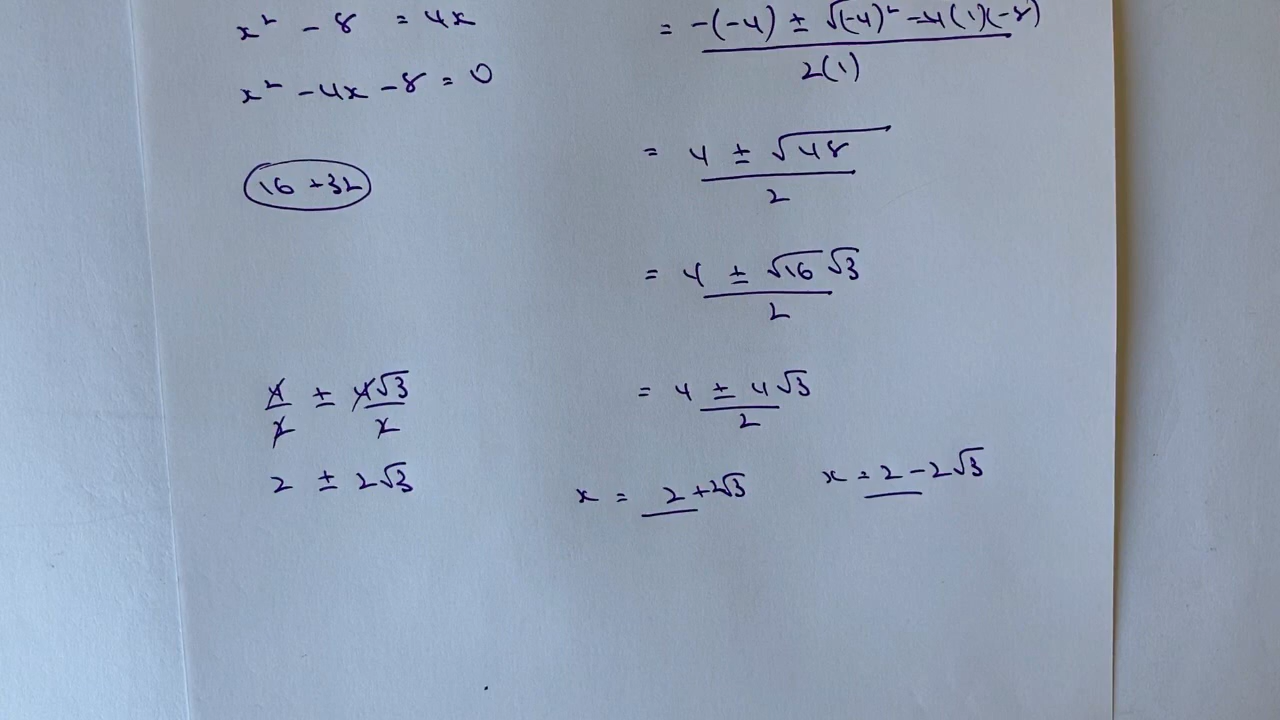 x² - 8 = 4x
x² - 4x - 8 = 0
16 + 32
4/2 ± 4√3/2
2 ± 2√3
= -(-4) ± √(-4)² - 4(1)(-8)
2(1)
= 4 ± √48
2
= 4 ± √16 √3
2
= 4 ± 4√3
2
x = 2 + 2√3
x = 2 - 2√3